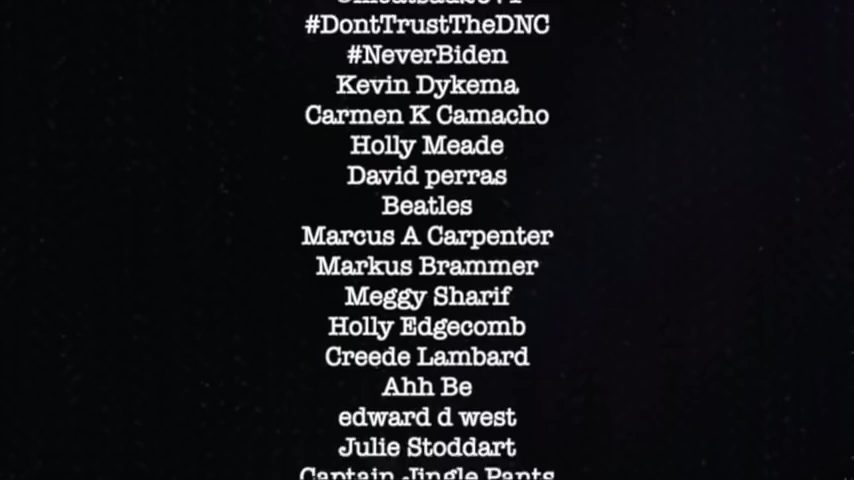 #DontTrustTheDNC
#NeverBiden
Kevin Dykema
Carmen K Camacho
Holly Meade
David perras
Beatles
Marcus A Carpenter
Markus Brammer
Meggy Sharif
Holly Edgecomb
Creede Lambard
Ahh Be
edward d west
Julie Stoddart
Captain Jingle Pants